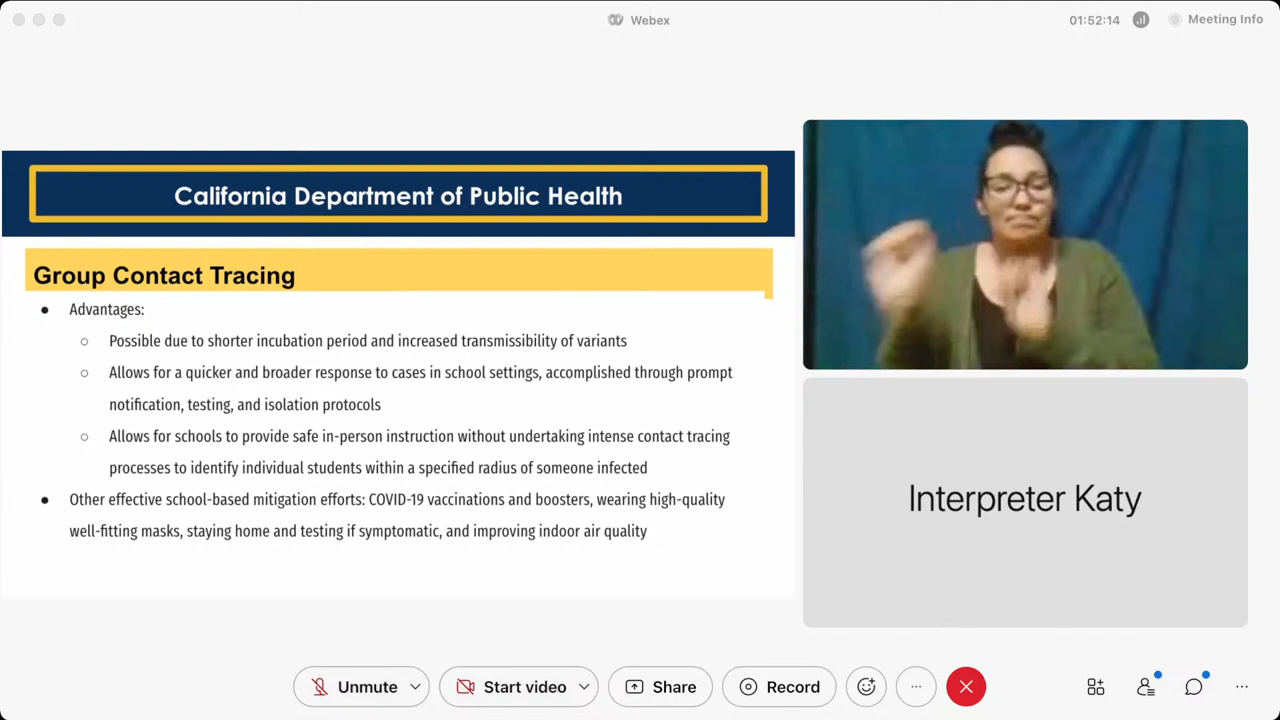 Webex
01:52:14
Meeting Info
California Department of Public Health
Group Contact Tracing
● Advantages:
○ Possible due to shorter incubation period and increased transmissibility of variants
○ Allows for a quicker and broader response to cases in school settings, accomplished through prompt
notification, testing, and isolation protocols
○ Allows for schools to provide safe in-person instruction without undertaking intense contact tracing
processes to identify individual students within a specified radius of someone infected
● Other effective school-based mitigation efforts: COVID-19 vaccinations and boosters, wearing high-quality
well-fitting masks, staying home and testing if symptomatic, and improving indoor air quality
Interpreter Katy
Unmute
Start video
Share
Record